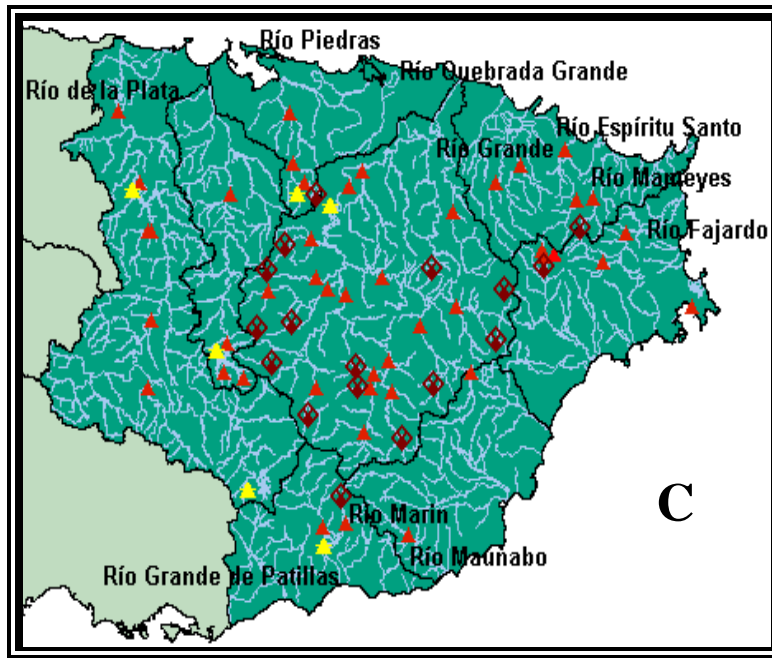 Río Piedras
Río Quebrada Grande
Río de la Plata
Río Espíritu Santo
Río Grande
Río Mameyes
Río Fajardo
C
Río Marin
Río Maunabo
Río Grande de Patillas